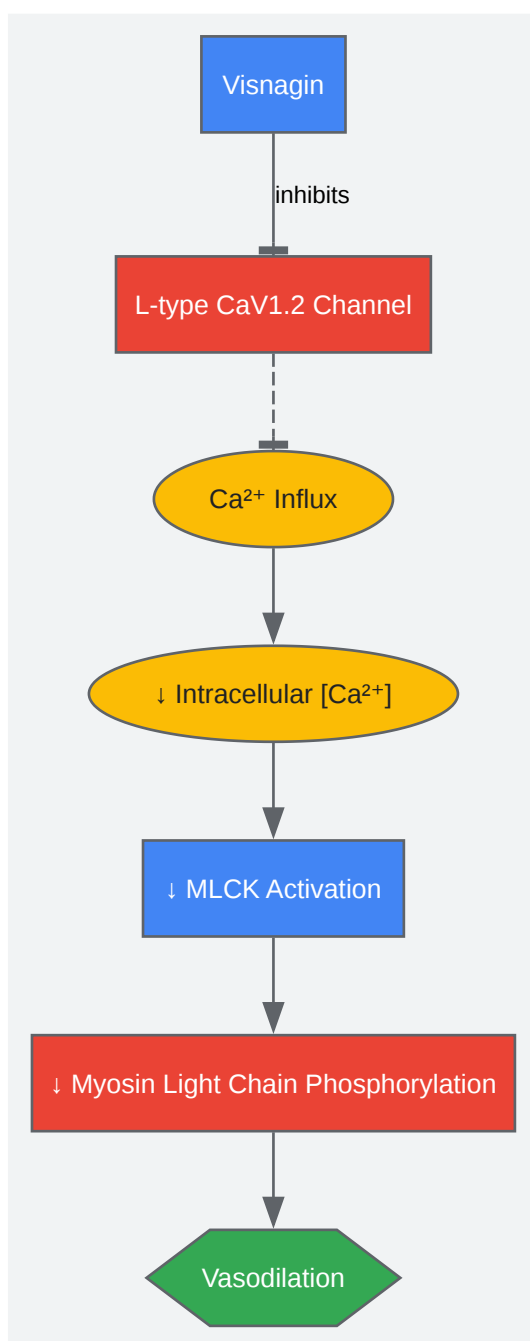 Visnagin
inhibits
L-type CaV1.2 Channel
Ca²⁺ Influx
↓ Intracellular [Ca²⁺]
↓ MLCK Activation
↓ Myosin Light Chain Phosphorylation
Vasodilation